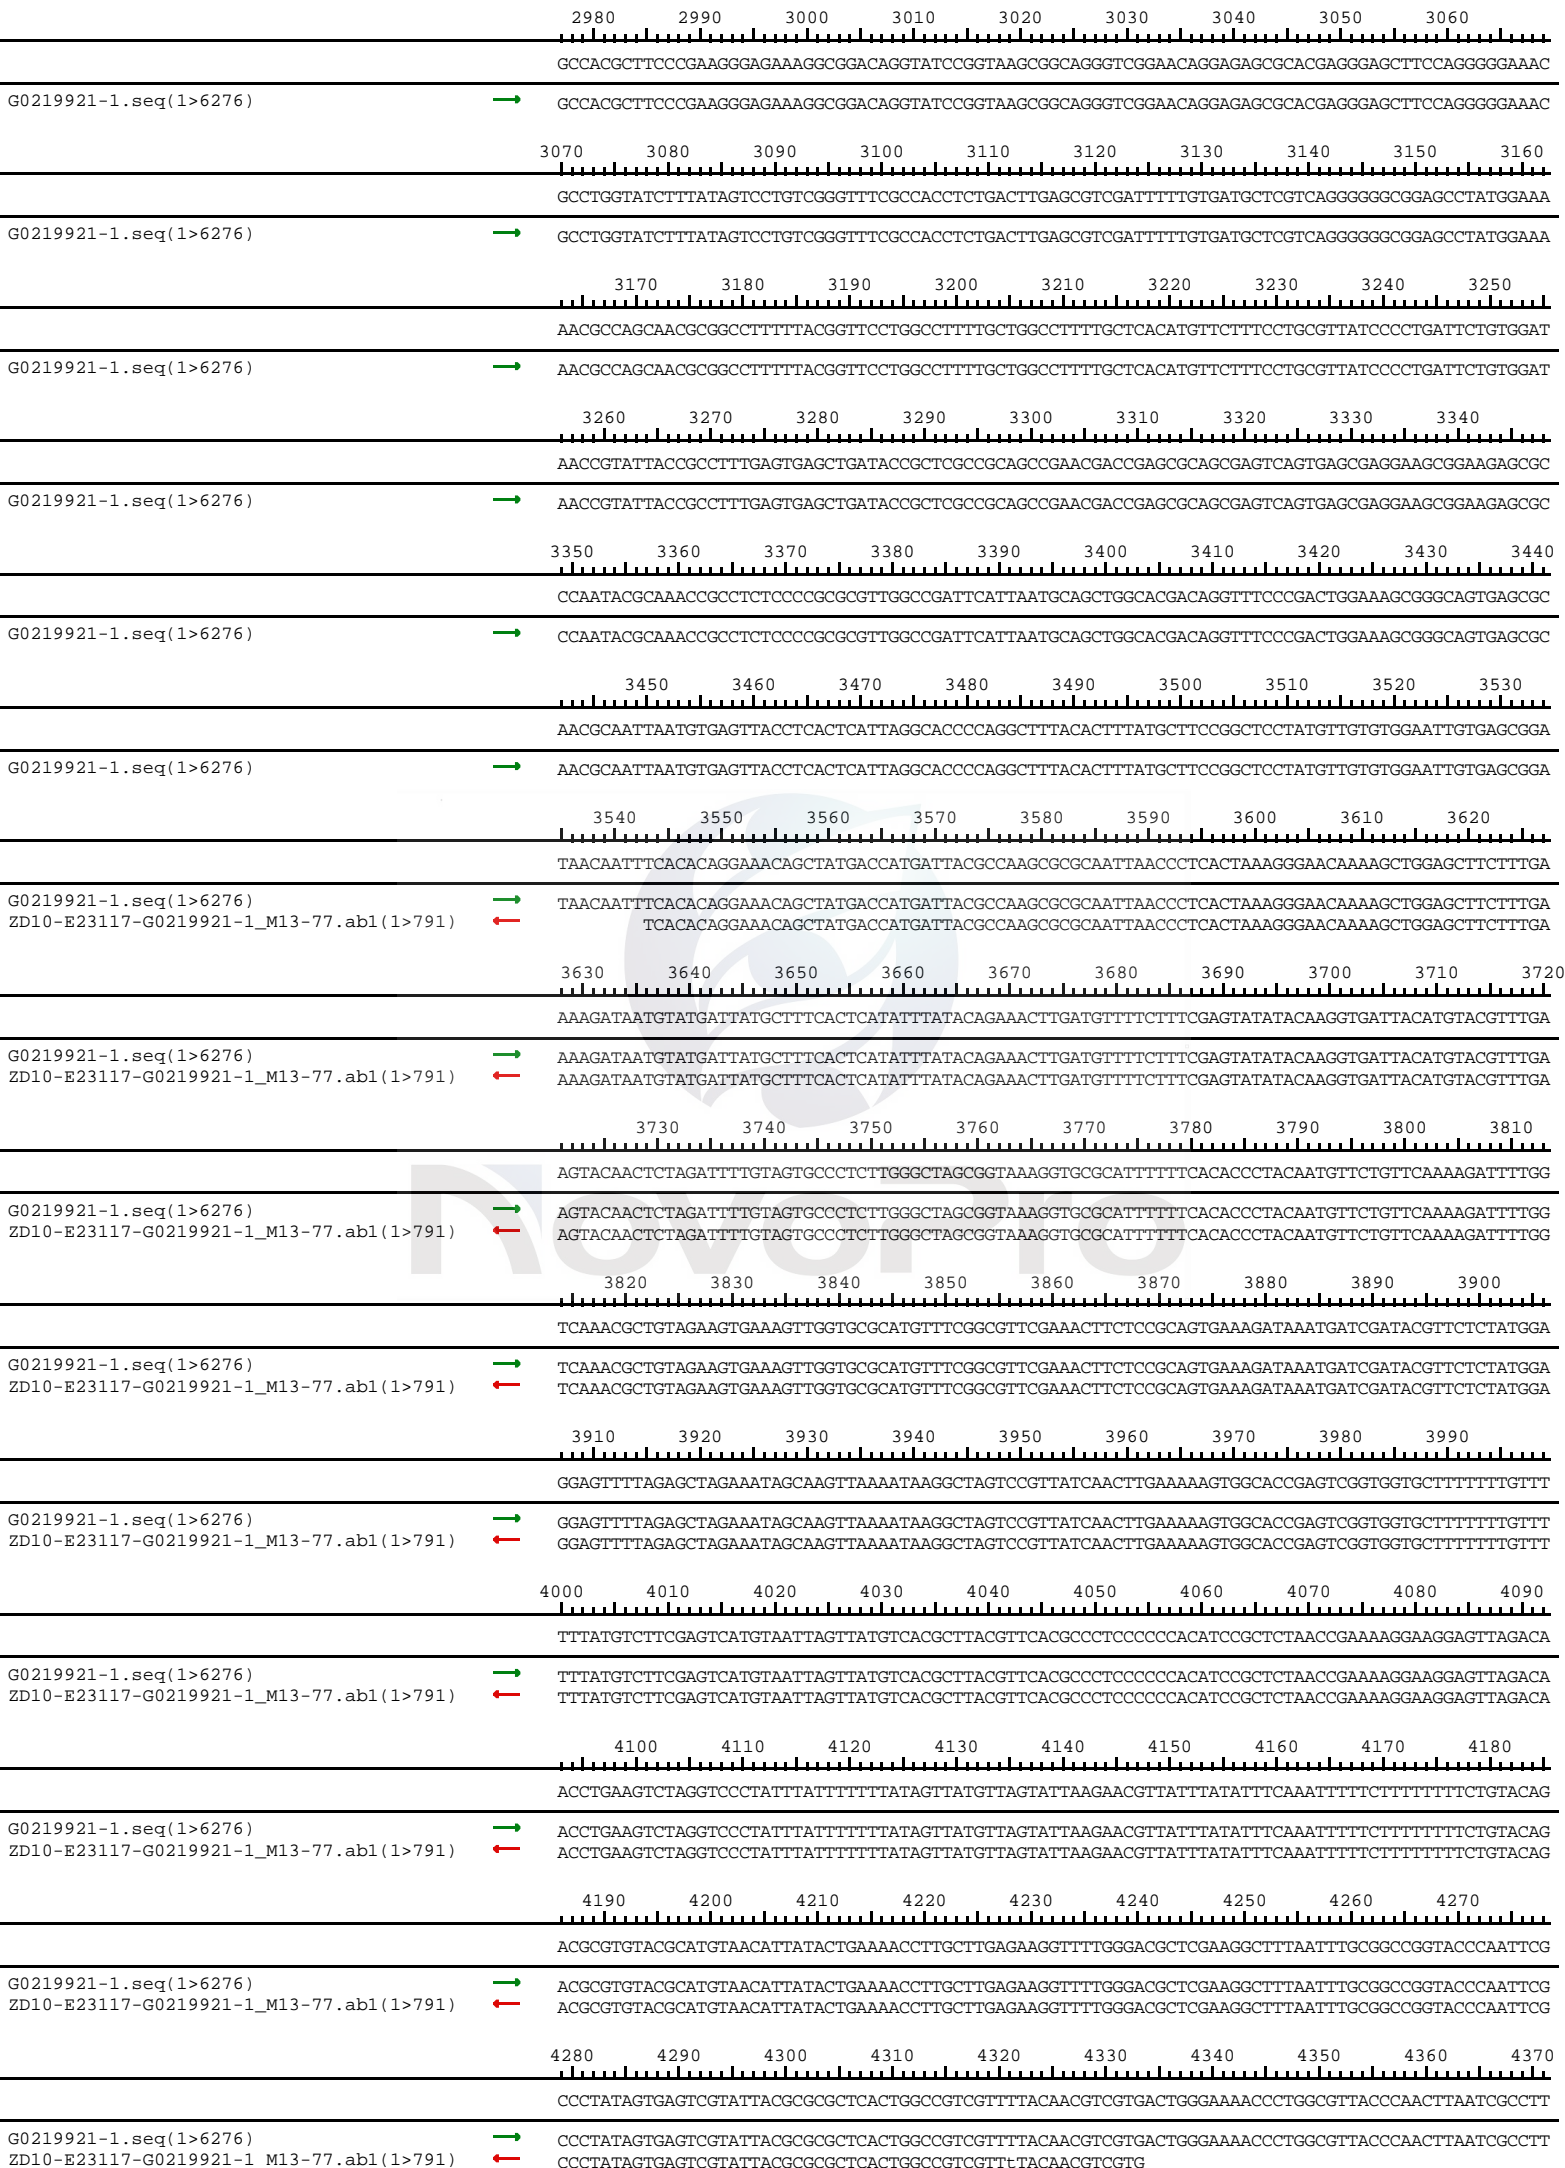 2980 2990 3000 3010 3020 3030 3040 3050 3060
GCCACGCTTCCCGAAGGGAGAAAGGCGGACAGGTATCCGGTAAGCGGCAGGGTCGGAACAGGAGAGCGCACGAGGGAGCTTCCAGGGGGAAAC
G0219921-1.seq(1>6276) GCCACGCTTCCCGAAGGGAGAAAGGCGGACAGGTATCCGGTAAGCGGCAGGGTCGGAACAGGAGAGCGCACGAGGGAGCTTCCAGGGGGAAAC
3070 3080 3090 3100 3110 3120 3130 3140 3150 3160
GCCTGGTATCTTTATAGTCCTGTCGGGTTTCGCCACCTCTGACTTGAGCGTCGATTTTTGTGATGCTCGTCAGGGGGGCGGAGCCTATGGAAA
G0219921-1.seq(1>6276) GCCTGGTATCTTTATAGTCCTGTCGGGTTTCGCCACCTCTGACTTGAGCGTCGATTTTTGTGATGCTCGTCAGGGGGGCGGAGCCTATGGAAA
3170 3180 3190 3200 3210 3220 3230 3240 3250
AACGCCAGCAACGCGGCCTTTTTACGGTTCCTGGCCTTTTGCTGGCCTTTTGCTCACATGTTCTTTCCTGCGTTATCCCCTGATTCTGTGGAT
G0219921-1.seq(1>6276) AACGCCAGCAACGCGGCCTTTTTACGGTTCCTGGCCTTTTGCTGGCCTTTTGCTCACATGTTCTTTCCTGCGTTATCCCCTGATTCTGTGGAT
3260 3270 3280 3290 3300 3310 3320 3330 3340
AACCGTATTACCGCCTTTGAGTGAGCTGATACCGCTCGCCGCAGCCGAACGACCGAGCGCAGCGAGTCAGTGAGCGAGGAAGCGGAAGAGCGC
G0219921-1.seq(1>6276) AACCGTATTACCGCCTTTGAGTGAGCTGATACCGCTCGCCGCAGCCGAACGACCGAGCGCAGCGAGTCAGTGAGCGAGGAAGCGGAAGAGCGC
3350 3360 3370 3380 3390 3400 3410 3420 3430 3440
CCAATACGCAAACCGCCTCTCCCCGCGCGTTGGCCGATTCATTAATGCAGCTGGCACGACAGGTTTCCCGACTGGAAAGCGGGCAGTGAGCGC
G0219921-1.seq(1>6276) CCAATACGCAAACCGCCTCTCCCCGCGCGTTGGCCGATTCATTAATGCAGCTGGCACGACAGGTTTCCCGACTGGAAAGCGGGCAGTGAGCGC
3450 3460 3470 3480 3490 3500 3510 3520 3530
AACGCAATTAATGTGAGTTACCTCACTCATTAGGCACCCCAGGCTTTACACTTTATGCTTCCGGCTCCTATGTTGTGTGGAATTGTGAGCGGA
G0219921-1.seq(1>6276) AACGCAATTAATGTGAGTTACCTCACTCATTAGGCACCCCAGGCTTTACACTTTATGCTTCCGGCTCCTATGTTGTGTGGAATTGTGAGCGGA
3540 3550 3560 3570 3580 3590 3600 3610 3620
TAACAATTTCACACAGGAAACAGCTATGACCATGATTACGCCAAGCGCGCAATTAACCCTCACTAAAGGGAACAAAAGCTGGAGCTTCTTTGA
G0219921-1.seq(1>6276) TAACAATTTCACACAGGAAACAGCTATGACCATGATTACGCCAAGCGCGCAATTAACCCTCACTAAAGGGAACAAAAGCTGGAGCTTCTTTGA
ZD10-E23117-G0219921-1_M13-77.ab1(1>791) TCACACAGGAAACAGCTATGACCATGATTACGCCAAGCGCGCAATTAACCCTCACTAAAGGGAACAAAAGCTGGAGCTTCTTTGA
3630 3640 3650 3660 3670 3680 3690 3700 3710 3720
AAAGATAATGTATGATTATGCTTTCACTCATATTTATACAGAAACTTGATGTTTTCTTTCGAGTATATACAAGGTGATTACATGTACGTTTGA
G0219921-1.seq(1>6276) AAAGATAATGTATGATTATGCTTTCACTCATATTTATACAGAAACTTGATGTTTTCTTTCGAGTATATACAAGGTGATTACATGTACGTTTGA
ZD10-E23117-G0219921-1_M13-77.ab1(1>791) AAAGATAATGTATGATTATGCTTTCACTCATATTTATACAGAAACTTGATGTTTTCTTTCGAGTATATACAAGGTGATTACATGTACGTTTGA
3730 3740 3750 3760 3770 3780 3790 3800 3810
AGTACAACTCTAGATTTTGTAGTGCCCTCTTGGGCTAGCGGTAAAGGTGCGCATTTTTTCACACCCTACAATGTTCTGTTCAAAAGATTTTGG
G0219921-1.seq(1>6276) AGTACAACTCTAGATTTTGTAGTGCCCTCTTGGGCTAGCGGTAAAGGTGCGCATTTTTTCACACCCTACAATGTTCTGTTCAAAAGATTTTGG
ZD10-E23117-G0219921-1_M13-77.ab1(1>791) AGTACAACTCTAGATTTTGTAGTGCCCTCTTGGGCTAGCGGTAAAGGTGCGCATTTTTTCACACCCTACAATGTTCTGTTCAAAAGATTTTGG
NovoPro
3820 3830 3840 3850 3860 3870 3880 3890 3900
TCAAACGCTGTAGAAGTGAAAGTTGGTGCGCATGTTTCGGCGTTCGAAACTTCTCCGCAGTGAAAGATAAATGATCGATACGTTCTCTATGGA
G0219921-1.seq(1>6276) TCAAACGCTGTAGAAGTGAAAGTTGGTGCGCATGTTTCGGCGTTCGAAACTTCTCCGCAGTGAAAGATAAATGATCGATACGTTCTCTATGGA
ZD10-E23117-G0219921-1_M13-77.ab1(1>791) TCAAACGCTGTAGAAGTGAAAGTTGGTGCGCATGTTTCGGCGTTCGAAACTTCTCCGCAGTGAAAGATAAATGATCGATACGTTCTCTATGGA
3910 3920 3930 3940 3950 3960 3970 3980 3990
GGAGTTTTAGAGCTAGAAATAGCAAGTTAAAATAAGGCTAGTCCGTTATCAACTTGAAAAAGTGGCACCGAGTCGGTGGTGCTTTTTTTGTTT
G0219921-1.seq(1>6276) GGAGTTTTAGAGCTAGAAATAGCAAGTTAAAATAAGGCTAGTCCGTTATCAACTTGAAAAAGTGGCACCGAGTCGGTGGTGCTTTTTTTGTTT
ZD10-E23117-G0219921-1_M13-77.ab1(1>791) GGAGTTTTAGAGCTAGAAATAGCAAGTTAAAATAAGGCTAGTCCGTTATCAACTTGAAAAAGTGGCACCGAGTCGGTGGTGCTTTTTTTGTTT
4000 4010 4020 4030 4040 4050 4060 4070 4080 4090
TTTATGTCTTCGAGTCATGTAATTAGTTATGTCACGCTTACGTTCACGCCCTCCCCCCACATCCGCTCTAACCGAAAAGGAAGGAGTTAGACA
G0219921-1.seq(1>6276) TTTATGTCTTCGAGTCATGTAATTAGTTATGTCACGCTTACGTTCACGCCCTCCCCCCACATCCGCTCTAACCGAAAAGGAAGGAGTTAGACA
ZD10-E23117-G0219921-1_M13-77.ab1(1>791) TTTATGTCTTCGAGTCATGTAATTAGTTATGTCACGCTTACGTTCACGCCCTCCCCCCACATCCGCTCTAACCGAAAAGGAAGGAGTTAGACA
4100 4110 4120 4130 4140 4150 4160 4170 4180
ACCTGAAGTCTAGGTCCCTATTTATTTTTTTATAGTTATGTTAGTATTAAGAACGTTATTTATATTTCAAATTTTTCTTTTTTTTCTGTACAG
G0219921-1.seq(1>6276) ACCTGAAGTCTAGGTCCCTATTTATTTTTTTATAGTTATGTTAGTATTAAGAACGTTATTTATATTTCAAATTTTTCTTTTTTTTCTGTACAG
ZD10-E23117-G0219921-1_M13-77.ab1(1>791) ACCTGAAGTCTAGGTCCCTATTTATTTTTTTATAGTTATGTTAGTATTAAGAACGTTATTTATATTTCAAATTTTTCTTTTTTTTCTGTACAG
4190 4200 4210 4220 4230 4240 4250 4260 4270
ACGCGTGTACGCATGTAACATTATACTGAAAACCTTGCTTGAGAAGGTTTTGGGACGCTCGAAGGCTTTAATTTGCGGCCGGTACCCAATTCG
G0219921-1.seq(1>6276) ACGCGTGTACGCATGTAACATTATACTGAAAACCTTGCTTGAGAAGGTTTTGGGACGCTCGAAGGCTTTAATTTGCGGCCGGTACCCAATTCG
ZD10-E23117-G0219921-1_M13-77.ab1(1>791) ACGCGTGTACGCATGTAACATTATACTGAAAACCTTGCTTGAGAAGGTTTTGGGACGCTCGAAGGCTTTAATTTGCGGCCGGTACCCAATTCG
4280 4290 4300 4310 4320 4330 4340 4350 4360 4370
CCCTATAGTGAGTCGTATTACGCGCGCTCACTGGCCGTCGTTTTACAACGTCGTGACTGGGAAAACCCTGGCGTTACCCAACTTAATCGCCTT
G0219921-1.seq(1>6276) CCCTATAGTGAGTCGTATTACGCGCGCTCACTGGCCGTCGTTTTACAACGTCGTGACTGGGAAAACCCTGGCGTTACCCAACTTAATCGCCTT
ZD10-E23117-G0219921-1_M13-77.ab1(1>791) CCCTATAGTGAGTCGTATTACGCGCGCTCACTGGCCGTCGTTtTACAACGTCGTG